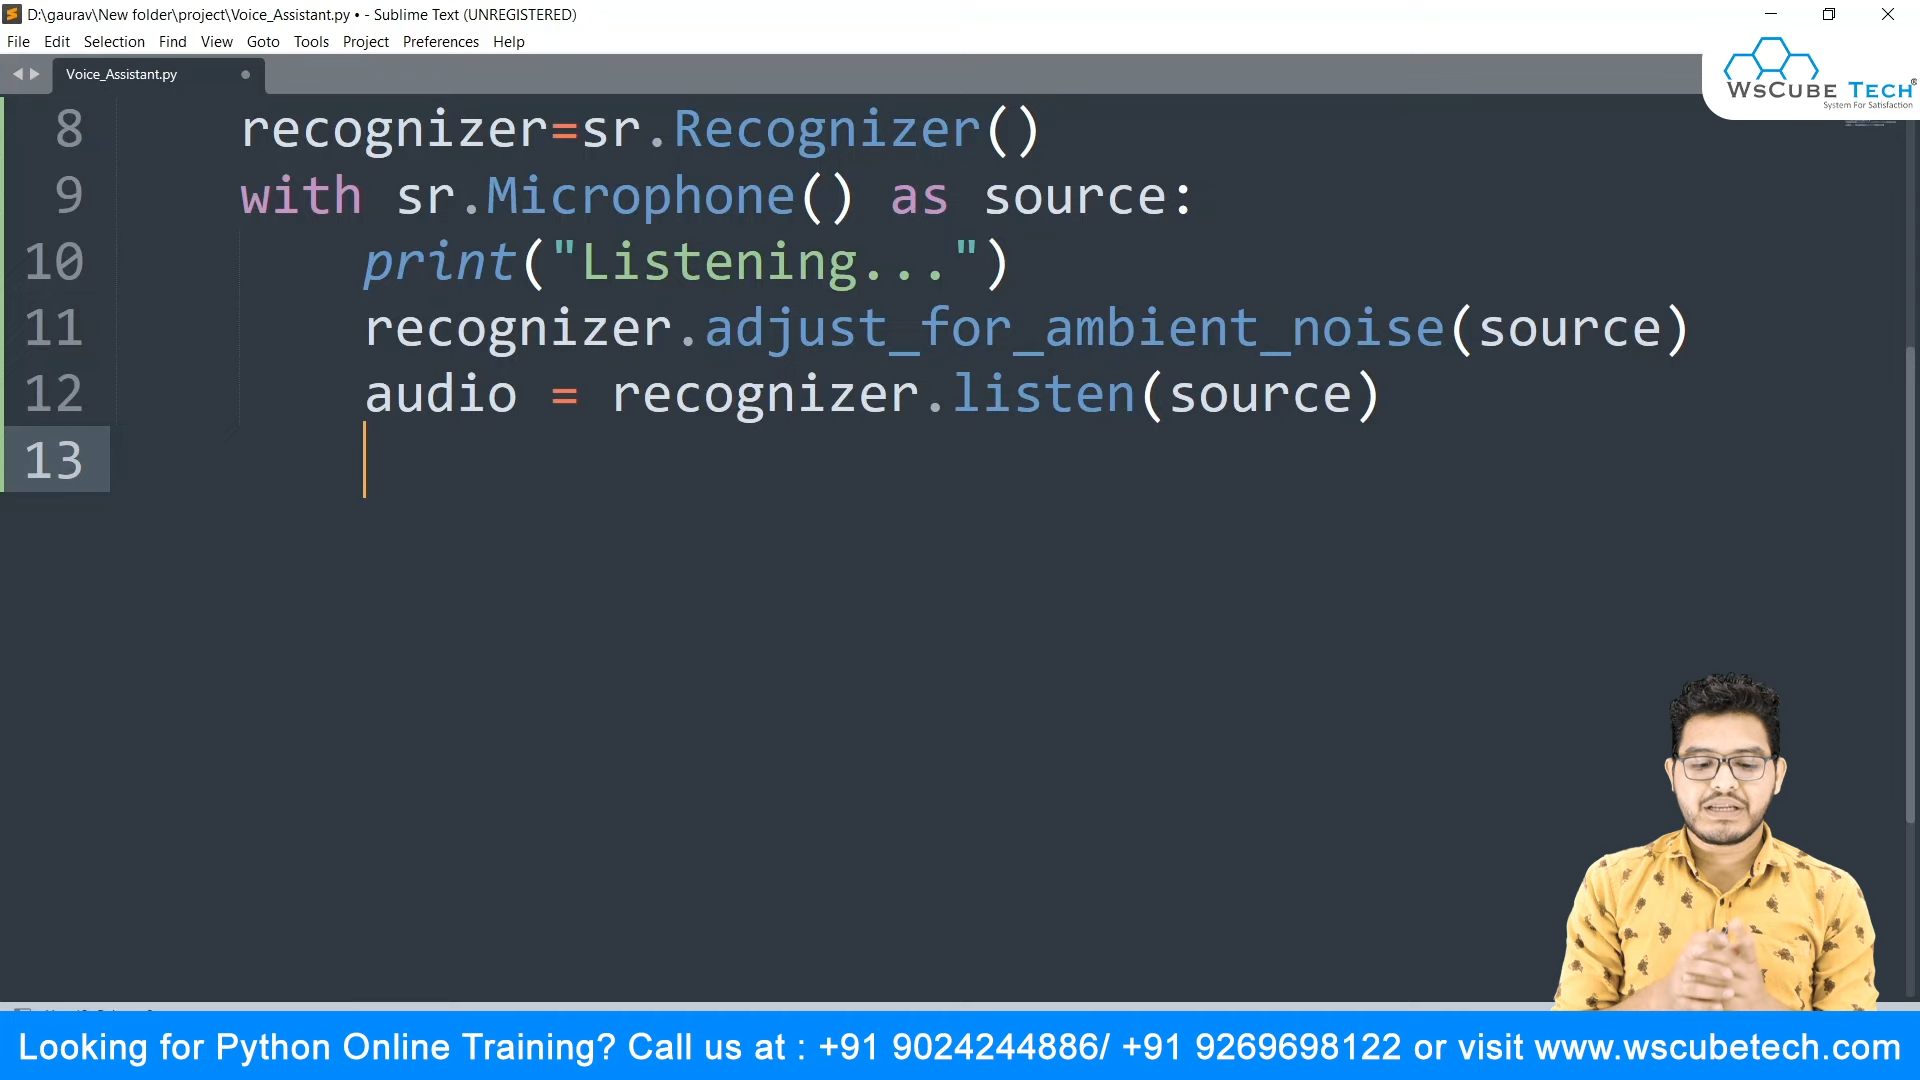 D:\gaurav\New folder\project\Voice_Assistant.py • - Sublime Text (UNREGISTERED)
File Edit Selection Find View Goto Tools Project Preferences Help
Voice_Assistant.py
WsCube Tech®
System For Satisfaction
8 recognizer=sr.Recognizer()
9 with sr.Microphone() as source:
10 print("Listening...")
11 recognizer.adjust_for_ambient_noise(source)
12 audio = recognizer.listen(source)
13
Looking for Python Online Training? Call us at : +91 9024244886/ +91 9269698122 or visit www.wscubetech.com